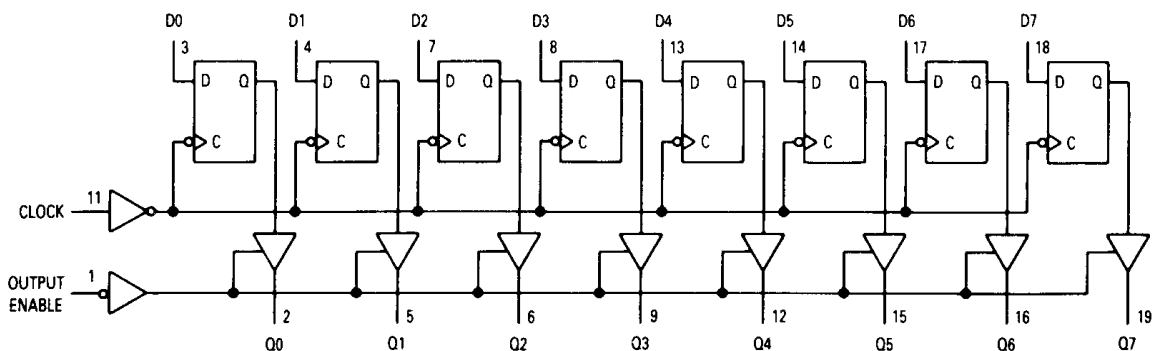 D0 D1 D2 D3 D4 D5 D6 D7
3 4 7 8 13 14 17 18
D Q D Q D Q D Q D Q D Q D Q D Q
C C C C C C C C
11
CLOCK
1
OUTPUT
ENABLE
2 5 6 9 12 15 16 19
Q0 Q1 Q2 Q3 Q4 Q5 Q6 Q7